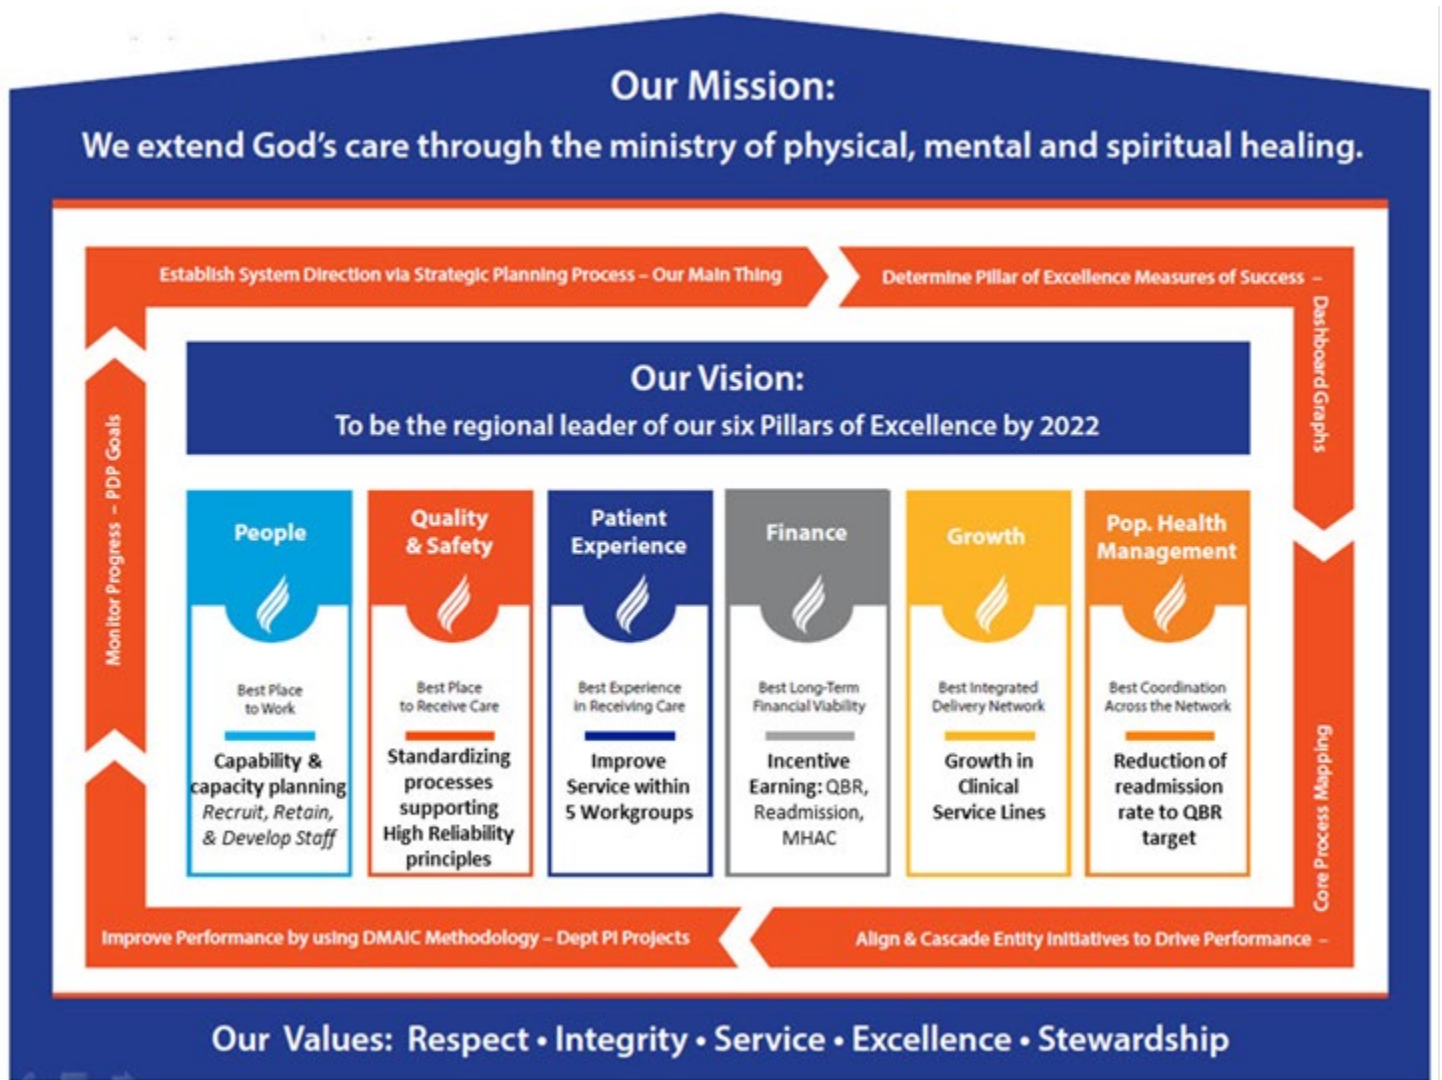 Our Mission:
We extend God's care through the ministry of physical, mental and spiritual healing.
Establish System Direction via Strategic Planning Process – Our Main Thing
Determine Pillar of Excellence Measures of Success –
Dashboard Graphs
Our Vision:
To be the regional leader of our six Pillars of Excellence by 2022
Monitor Progress – PDP Goals
People
Best Place
to Work
Capability &
capacity planning
Recruit, Retain,
& Develop Staff
Quality
& Safety
Best Place
to Receive Care
Standardizing
processes
supporting
High Reliability
principles
Patient
Experience
Best Experience
in Receiving Care
Improve
Service within
5 Workgroups
Finance
Best Long-Term
Financial Viability
Incentive
Earning: QBR,
Readmission,
MHAC
Growth
Best Integrated
Delivery Network
Growth in
Clinical
Service Lines
Pop. Health
Management
Best Coordination
Across the Network
Reduction of
readmission
rate to QBR
target
Core Process Mapping
Improve Performance by using DMAIC Methodology – Dept PI Projects
Align & Cascade Entity Initiatives to Drive Performance –
Our Values: Respect • Integrity • Service • Excellence • Stewardship